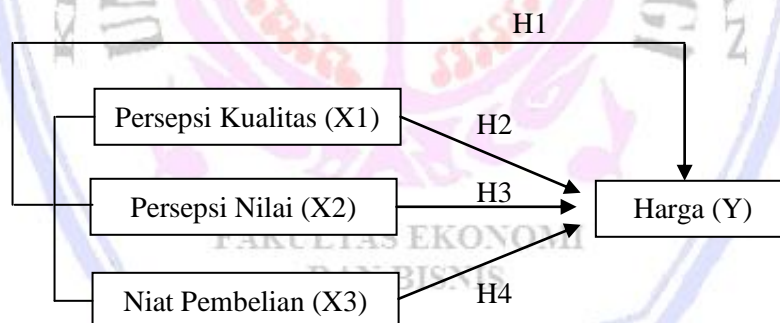 H1
Persepsi Kualitas (X1)
H2
Persepsi Nilai (X2)
H3
Harga (Y)
FAKULTAS EKONOMI
DAN BISNIS
Niat Pembelian (X3)
H4